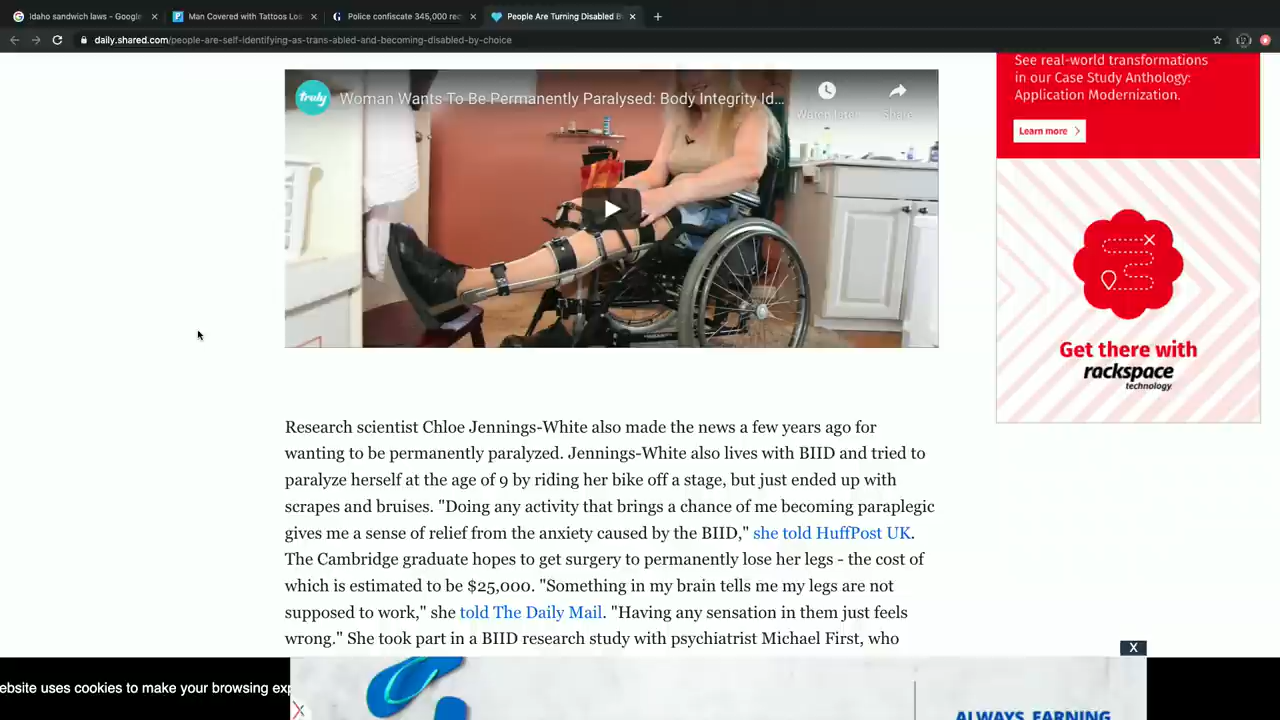 Idaho sandwich laws - Google
Man Covered with Tattoos Loo
Police confiscate 345,000 rec
People Are Turning Disabled B
daily.shared.com/people-are-self-identifying-as-trans-abled-and-becoming-disabled-by-choice
truly
Woman Wants To Be Permanently Paralysed: Body Integrity Id...
Watch later
Share
See real-world transformations
in our Case Study Anthology:
Application Modernization.
Learn more
Get there with
rackspace
technology
Research scientist Chloe Jennings-White also made the news a few years ago for
wanting to be permanently paralyzed. Jennings-White also lives with BIID and tried to
paralyze herself at the age of 9 by riding her bike off a stage, but just ended up with
scrapes and bruises. "Doing any activity that brings a chance of me becoming paraplegic
gives me a sense of relief from the anxiety caused by the BIID," she told HuffPost UK.
The Cambridge graduate hopes to get surgery to permanently lose her legs - the cost of
which is estimated to be $25,000. "Something in my brain tells me my legs are not
supposed to work," she told The Daily Mail. "Having any sensation in them just feels
wrong." She took part in a BIID research study with psychiatrist Michael First, who
X
ebsite uses cookies to make your browsing exp
ALWAYS EARNING